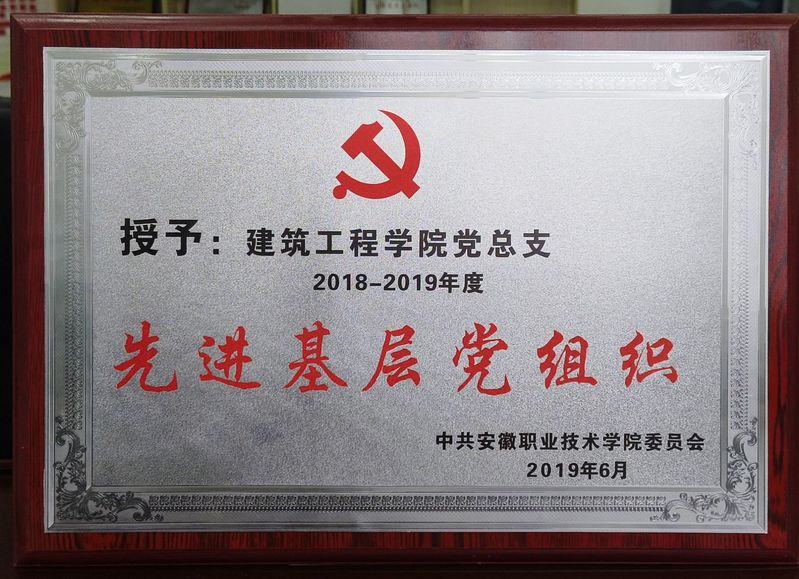 授予：建筑工程学院党总支
2018-2019年度
先进基层党组织
中共安徽职业技术学院委员会
2019年6月